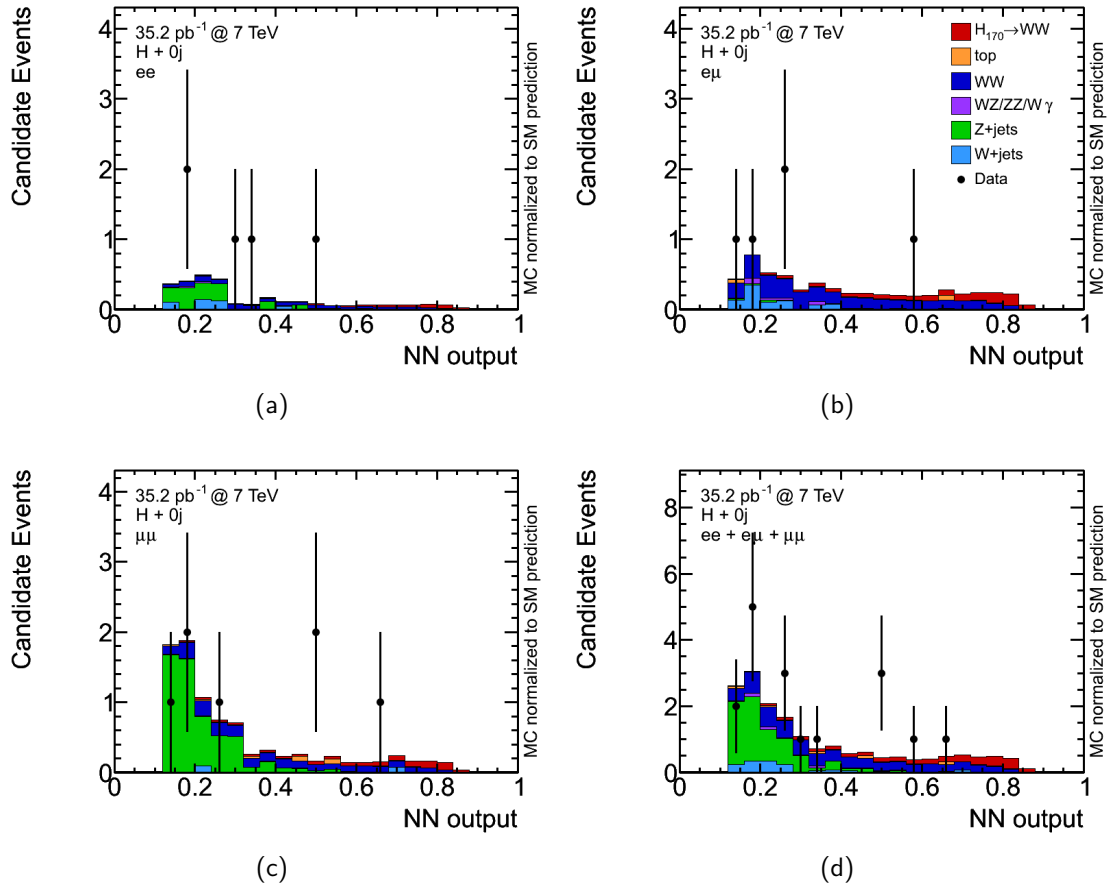 Candidate Events
4
3
2
1
0
35.2 pb⁻¹ @ 7 TeV
H + 0j
ee
MC normalized to SM prediction
0 0.2 0.4 0.6 0.8 1
NN output
(a)
Candidate Events
4
3
2
1
0
35.2 pb⁻¹ @ 7 TeV
H + 0j
eμ
H₁₇₀→WW
top
WW
WZ/ZZ/W γ
Z+jets
W+jets
Data
MC normalized to SM prediction
0 0.2 0.4 0.6 0.8 1
NN output
(b)
Candidate Events
4
3
2
1
0
35.2 pb⁻¹ @ 7 TeV
H + 0j
μμ
MC normalized to SM prediction
0 0.2 0.4 0.6 0.8 1
NN output
(c)
Candidate Events
8
6
4
2
0
35.2 pb⁻¹ @ 7 TeV
H + 0j
ee + eμ + μμ
MC normalized to SM prediction
0 0.2 0.4 0.6 0.8 1
NN output
(d)